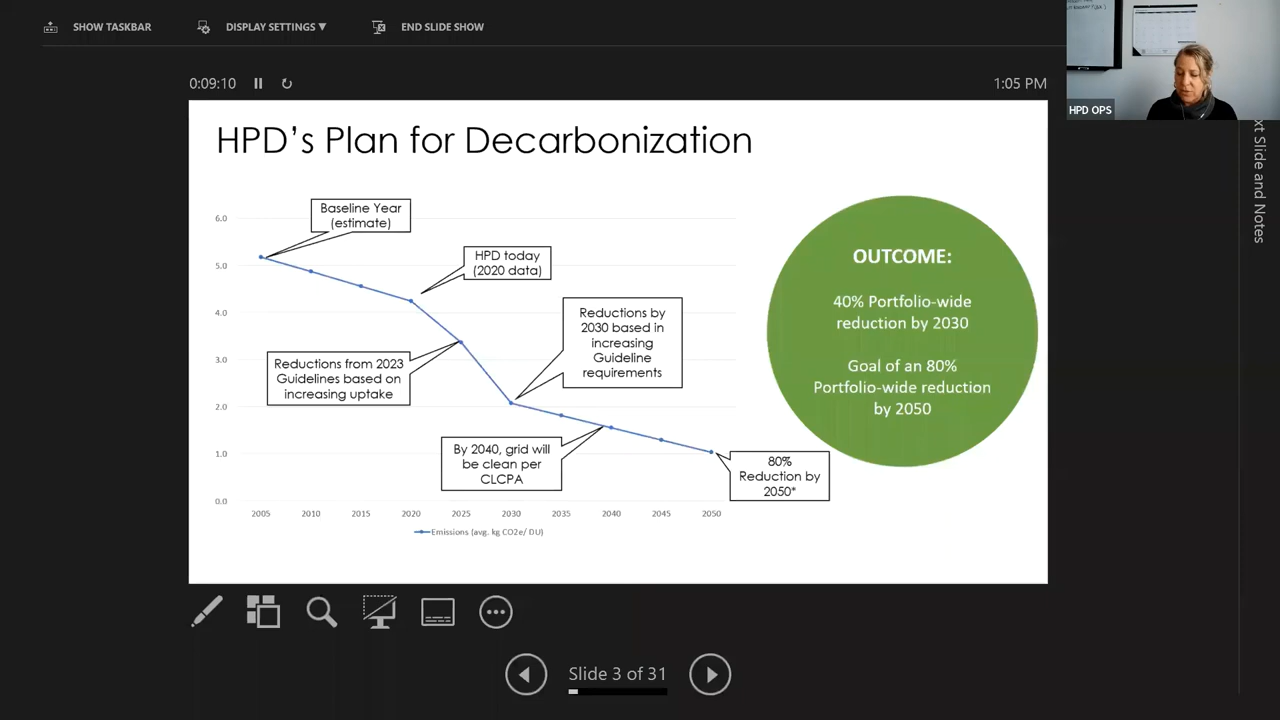 SHOW TASKBAR
DISPLAY SETTINGS ▼
END SLIDE SHOW
HPD OPS
0:09:10
1:05 PM
xt Slide and Notes
HPD's Plan for Decarbonization
6.0
5.0
4.0
3.0
2.0
1.0
0.0
Baseline Year
(estimate)
HPD today
(2020 data)
Reductions by
2030 based in
increasing
Guideline
requirements
Reductions from 2023
Guidelines based on
increasing uptake
By 2040, grid will
be clean per
CLCPA
80%
Reduction by
2050*
2005 2010 2015 2020 2025 2030 2035 2040 2045 2050
Emissions (avg. kg CO2e/ DU)
OUTCOME:
40% Portfolio-wide
reduction by 2030
Goal of an 80%
Portfolio-wide reduction
by 2050
Slide 3 of 31